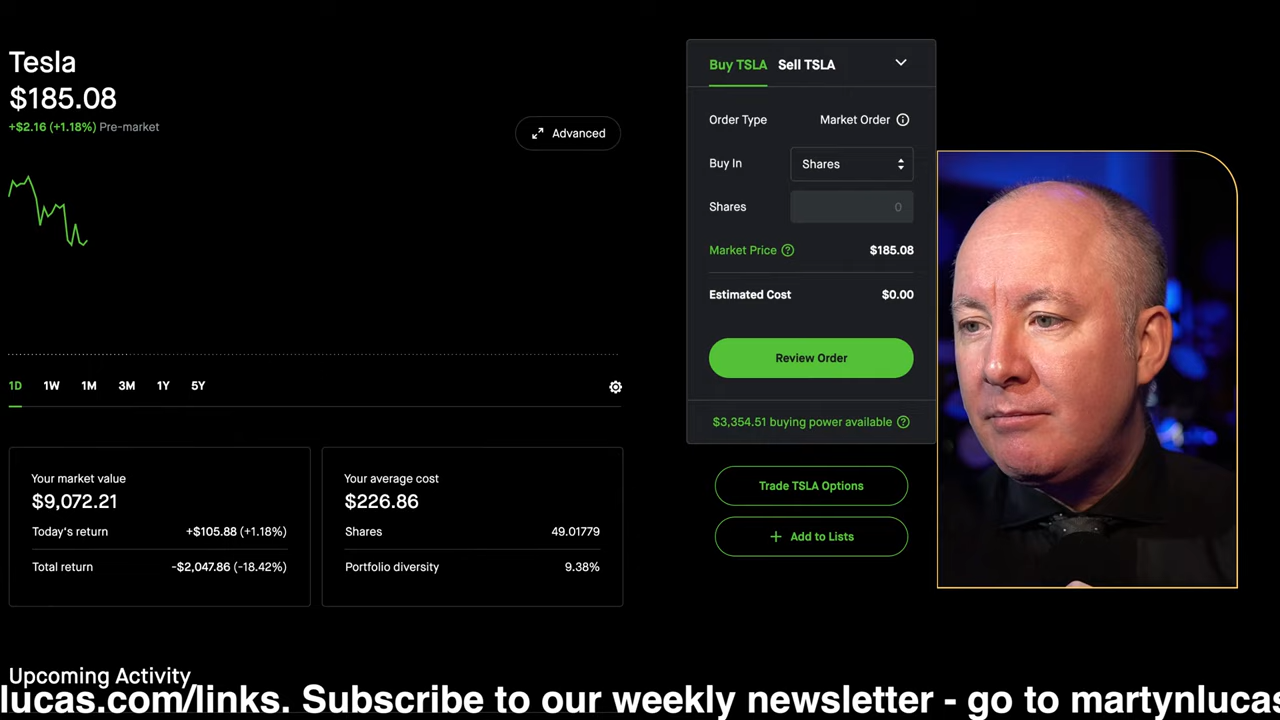 Tesla
$185.08
+$2.16 (+1.18%) Pre-market
Advanced
1D 1W 1M 3M 1Y 5Y
Your market value
$9,072.21
Today's return +$105.88 (+1.18%)
Total return -$2,047.86 (-18.42%)
Your average cost
$226.86
Shares 49.01779
Portfolio diversity 9.38%
Upcoming Activity
Buy TSLA Sell TSLA
Order Type Market Order
Buy In Shares
Shares 0
Market Price $185.08
Estimated Cost $0.00
Review Order
$3,354.51 buying power available
Trade TSLA Options
+ Add to Lists
lucas.com/links. Subscribe to our weekly newsletter - go to martynlucas